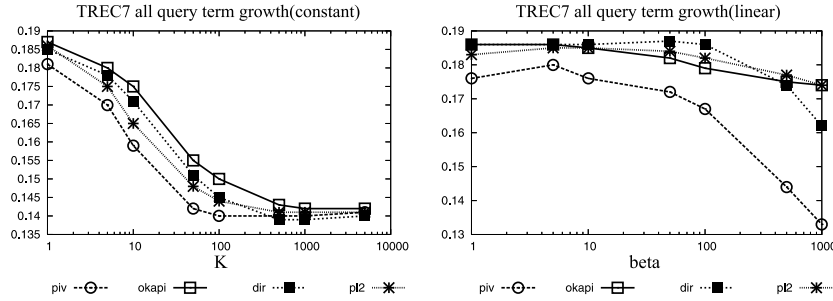 TREC7 all query term growth(constant)
0.19
0.185
0.18
0.175
0.17
0.165
0.16
0.155
0.15
0.145
0.14
0.135
1
10
100
1000
10000
K
piv
okapi
dir
pl2
TREC7 all query term growth(linear)
0.19
0.18
0.17
0.16
0.15
0.14
0.13
1
10
100
1000
beta
piv
okapi
dir
pl2